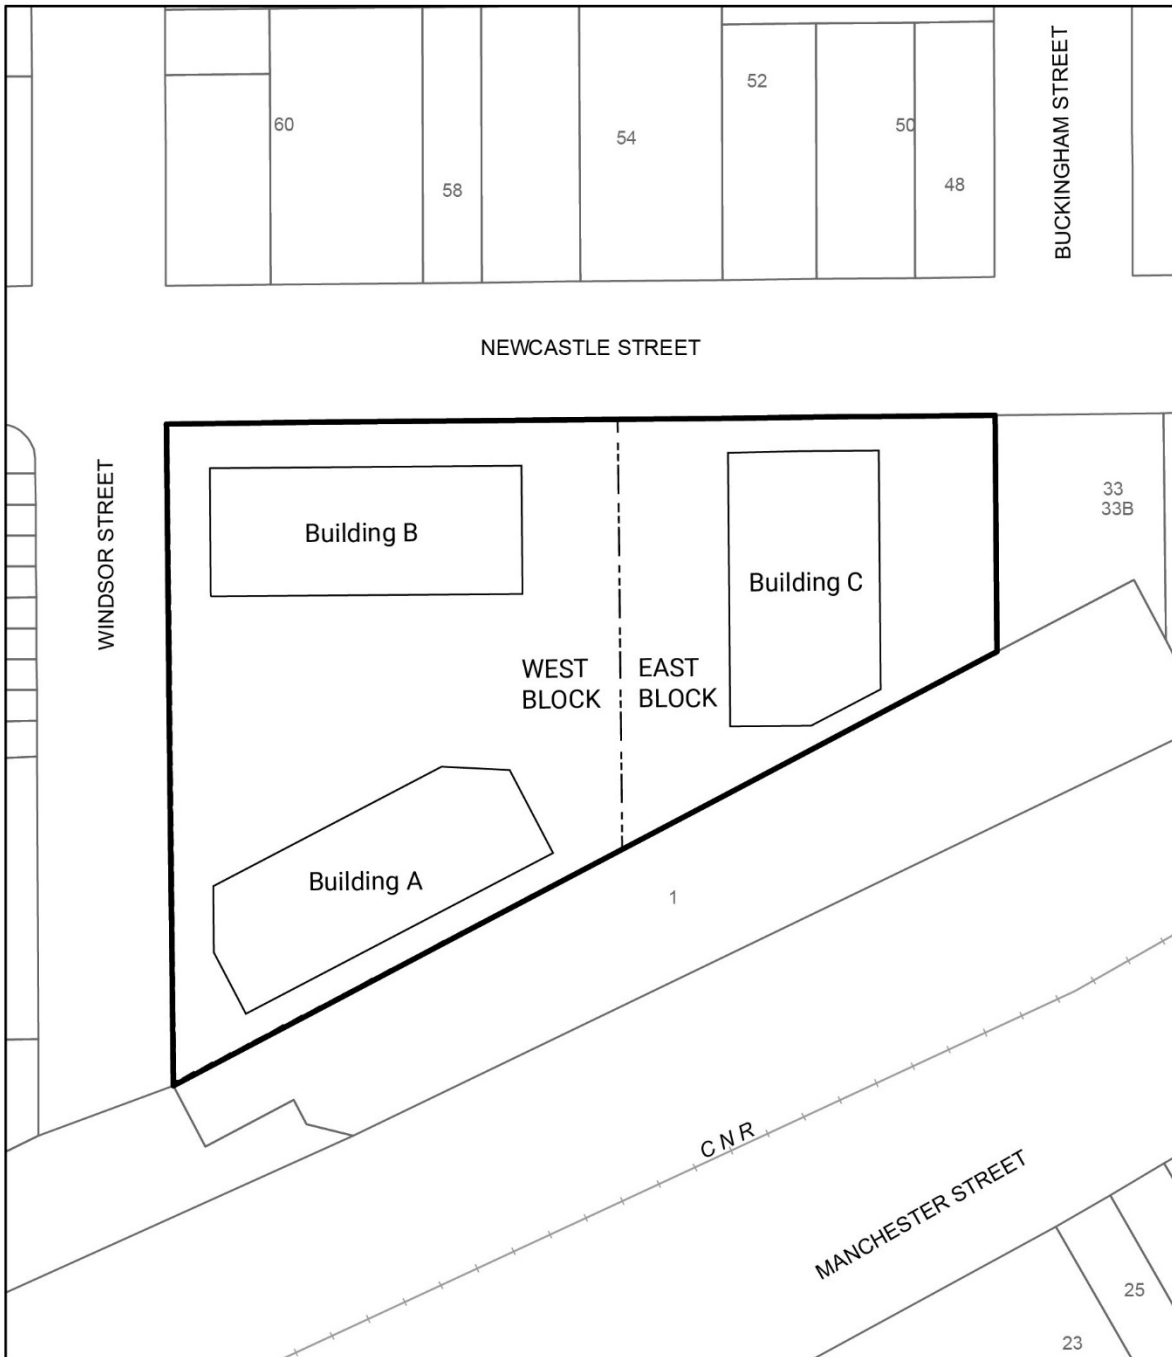 BUCKINGHAM STREET
52
60
50
54
48
58
NEWCASTLE STREET
WINDSOR STREET
33
33B
Building B
Building C
WEST
BLOCK
EAST
BLOCK
Building A
1
CNR
MANCHESTER STREET
25
23